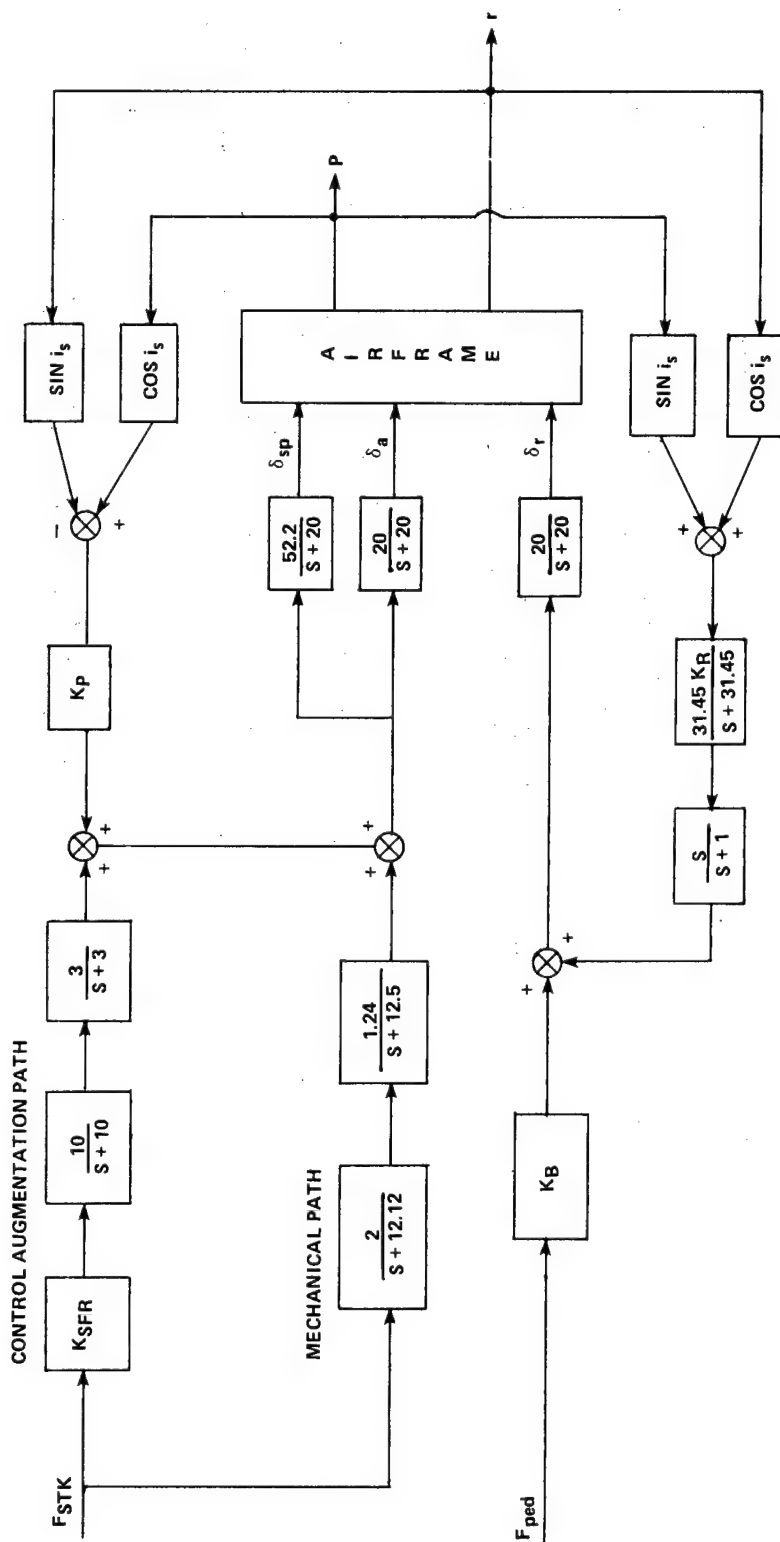 CONTROL AUGMENTATION PATH
F_STK
K_SFR
10
S + 10
3
S + 3
+
+
K_P
−
+
SIN i_s
COS i_s
MECHANICAL PATH
2
S + 12.12
1.24
S + 12.5
+
+
52.2
S + 20
δ_sp
20
S + 20
δ_a
AIRFRAME
P
r
F_ped
K_B
+
+
20
S + 20
δ_r
S
S + 1
31.45 K_R
S + 31.45
+
+
SIN i_s
COS i_s